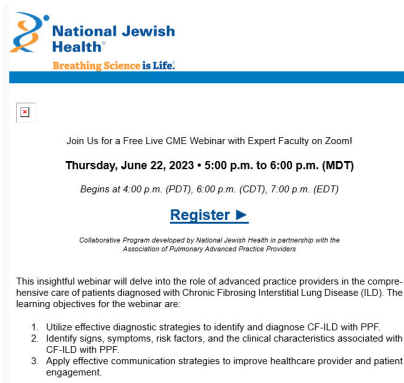 National Jewish
Health®
Breathing Science is Life.®
Join Us for a Free Live CME Webinar with Expert Faculty on Zoom!
Thursday, June 22, 2023 • 5:00 p.m. to 6:00 p.m. (MDT)
Begins at 4:00 p.m. (PDT), 6:00 p.m. (CDT), 7:00 p.m. (EDT)
Register ►
Collaborative Program developed by National Jewish Health in partnership with the
Association of Pulmonary Advanced Practice Providers
This insightful webinar will delve into the role of advanced practice providers in the compre-
hensive care of patients diagnosed with Chronic Fibrosing Interstitial Lung Disease (ILD). The
learning objectives for the webinar are:
1. Utilize effective diagnostic strategies to identify and diagnose CF-ILD with PPF.
2. Identify signs, symptoms, risk factors, and the clinical characteristics associated with
CF-ILD with PPF.
3. Apply effective communication strategies to improve healthcare provider and patient
engagement.